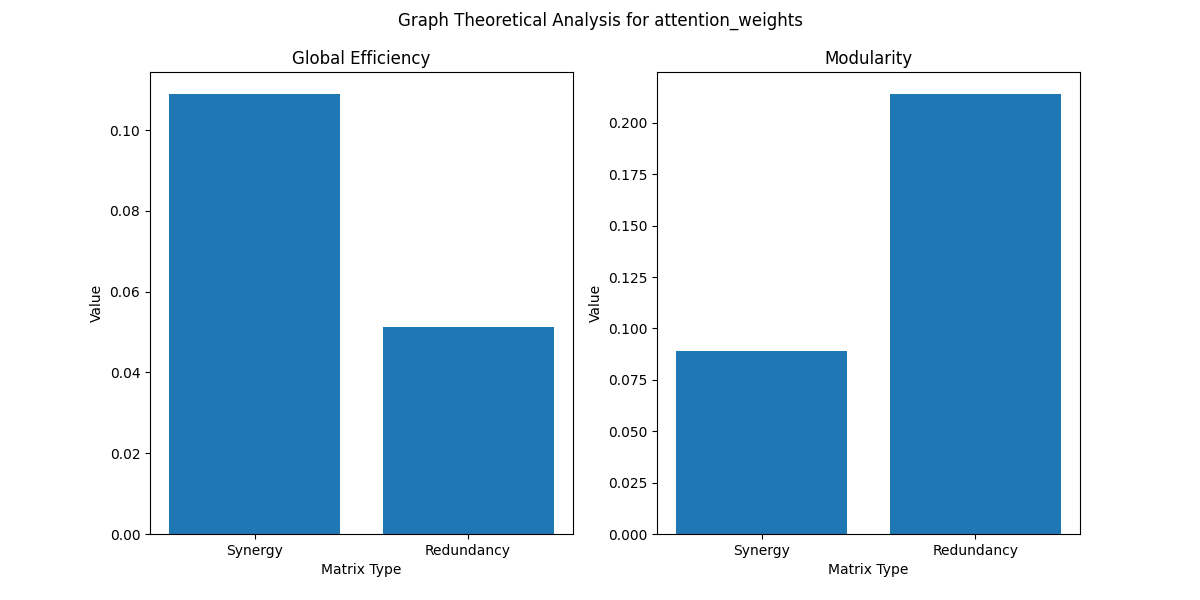 Graph Theoretical Analysis for attention_weights
Global Efficiency
0.10
0.08
0.06
0.04
0.02
0.00
Value
Synergy
Redundancy
Matrix Type
Modularity
0.200
0.175
0.150
0.125
0.100
0.075
0.050
0.025
0.000
Value
Synergy
Redundancy
Matrix Type